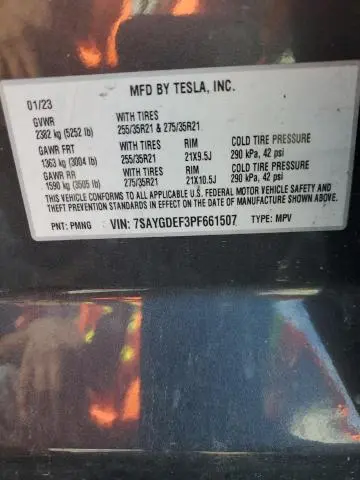 MFD BY TESLA, INC.
01/23
GVWR WITH TIRES
2382 kg (5252 lb) 255/35R21 & 275/35R21
GAWR FRT WITH TIRES RIM COLD TIRE PRESSURE
1363 kg (3004 lb) 255/35R21 21X9.5J 290 kPa, 42 psi
GAWR RR WITH TIRES RIM COLD TIRE PRESSURE
1590 kg (3505 lb) 275/35R21 21X10.5J 290 kPa, 42 psi
THIS VEHICLE CONFORMS TO ALL APPLICABLE U.S. FEDERAL MOTOR VEHICLE SAFETY AND
THEFT PREVENTION STANDARDS IN EFFECT ON THE DATE OF MANUFACTURE SHOWN ABOVE.
PNT: PMNG VIN: 7SAYGDEF3PF661507 TYPE: MPV